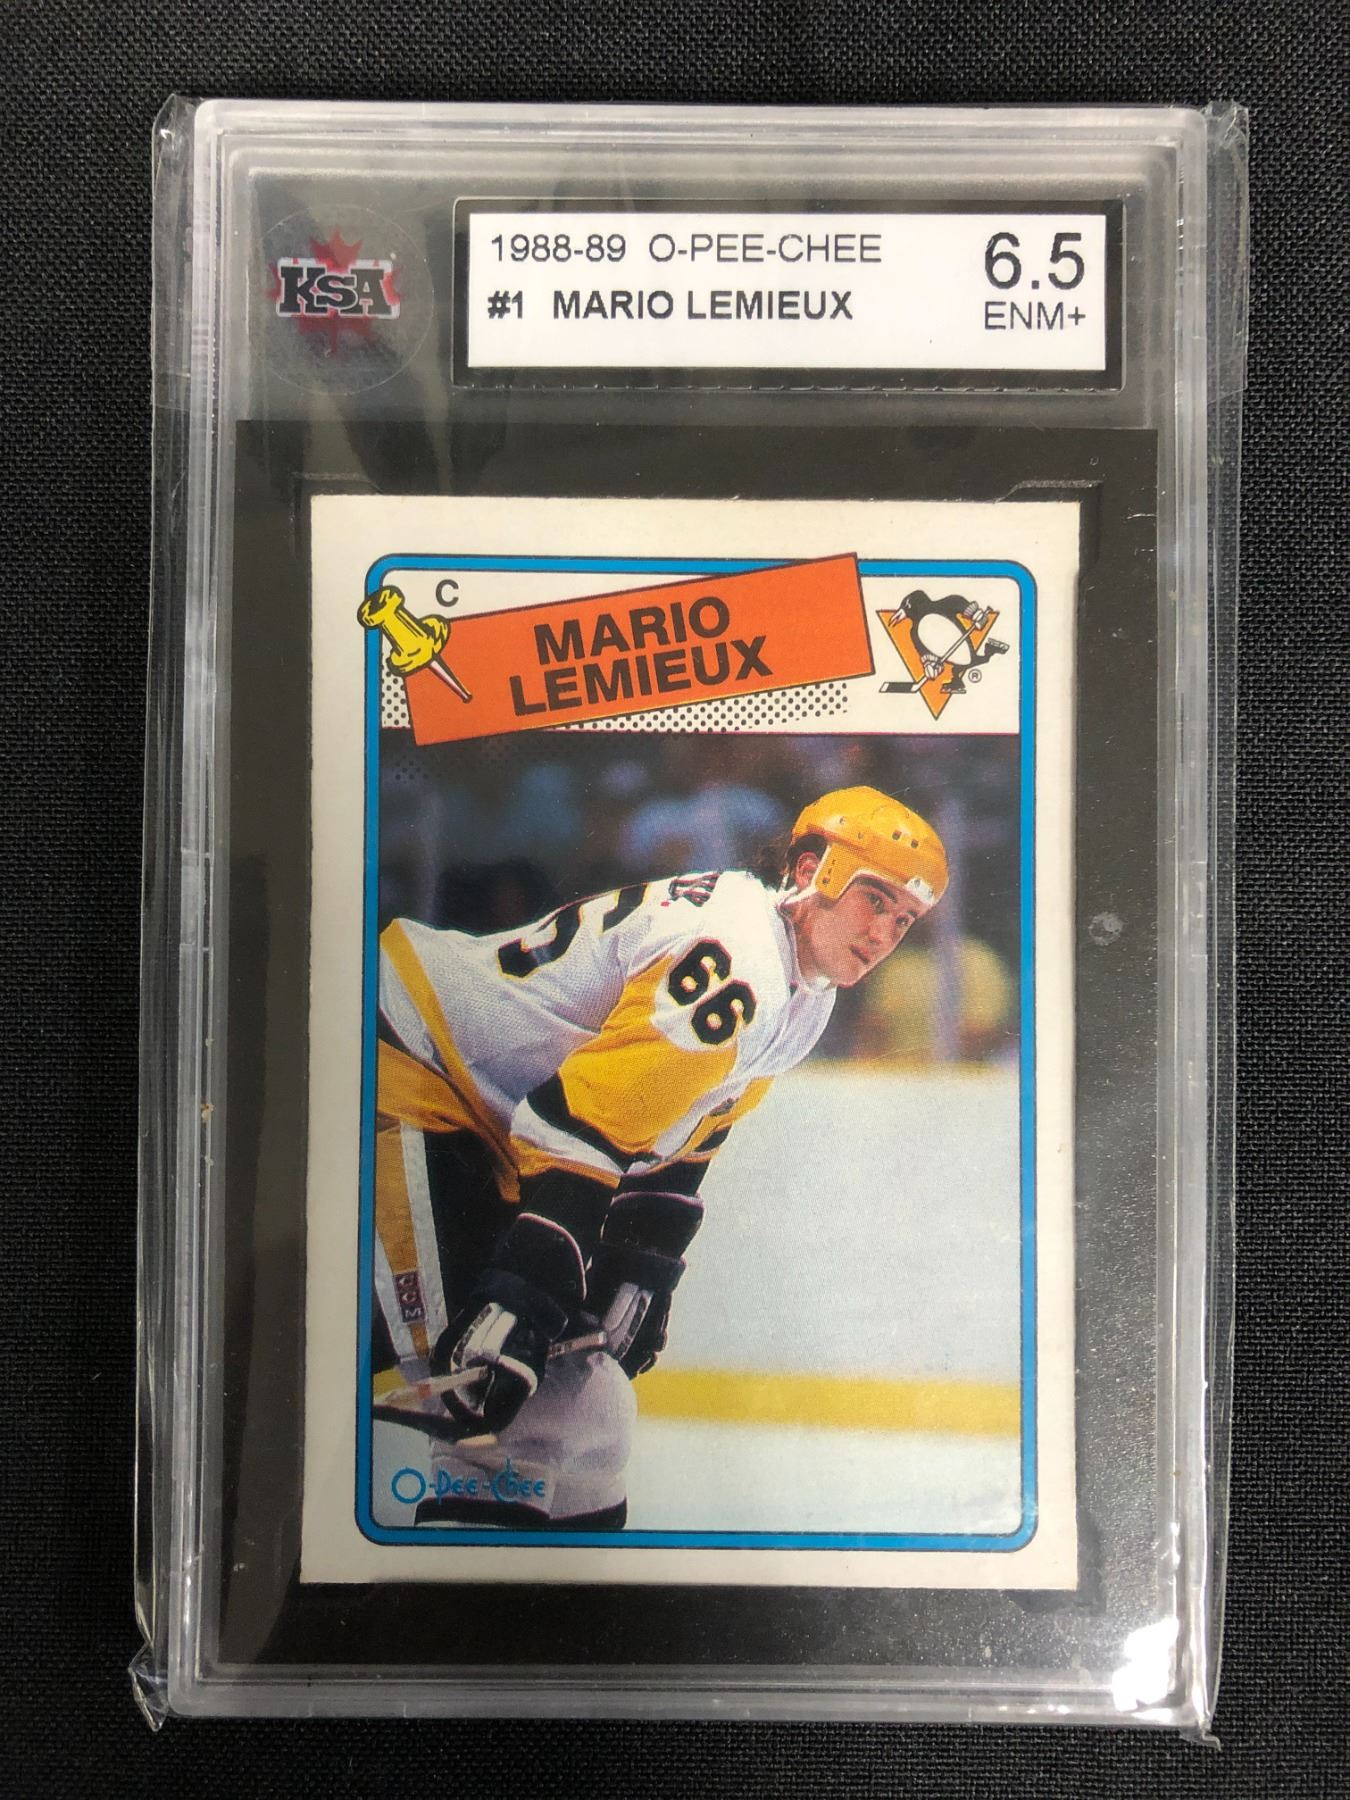 KSA
1988-89 O-PEE-CHEE
6.5
#1 MARIO LEMIEUX
ENM+
C
MARIO
LEMIEUX
®
66
CCM
O-Pee-Chee